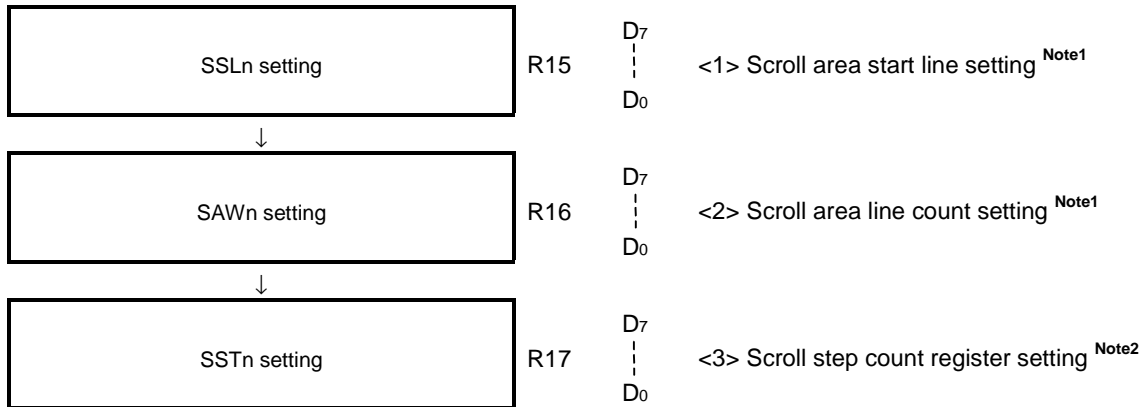 D7
SSLn setting R15 <1> Scroll area start line setting Note1
D0
↓
D7
SAWn setting R16 <2> Scroll area line count setting Note1
D0
↓
D7
SSTn setting R17 <3> Scroll step count register setting Note2
D0